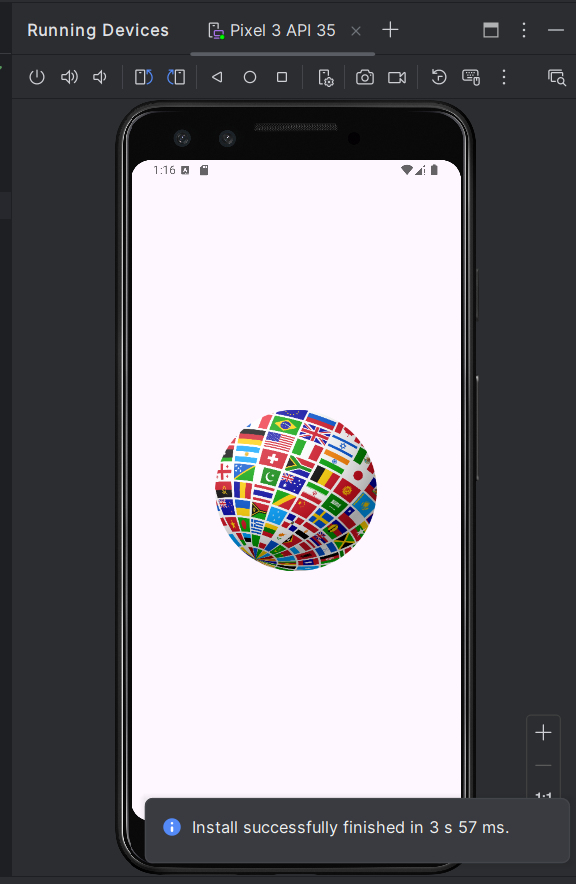 Running Devices
Pixel 3 API 35
1:16
1:1
Install successfully finished in 3 s 57 ms.